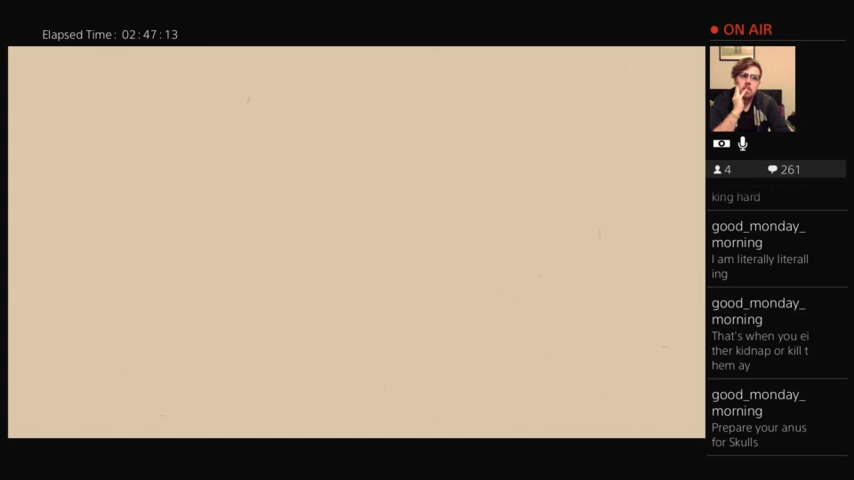 Elapsed Time: 02:47:13
ON AIR
4 261
king hard
good_monday_
morning
I am literally literall
ing
good_monday_
morning
That's when you ei
ther kidnap or kill t
hem ay
good_monday_
morning
Prepare your anus
for Skulls